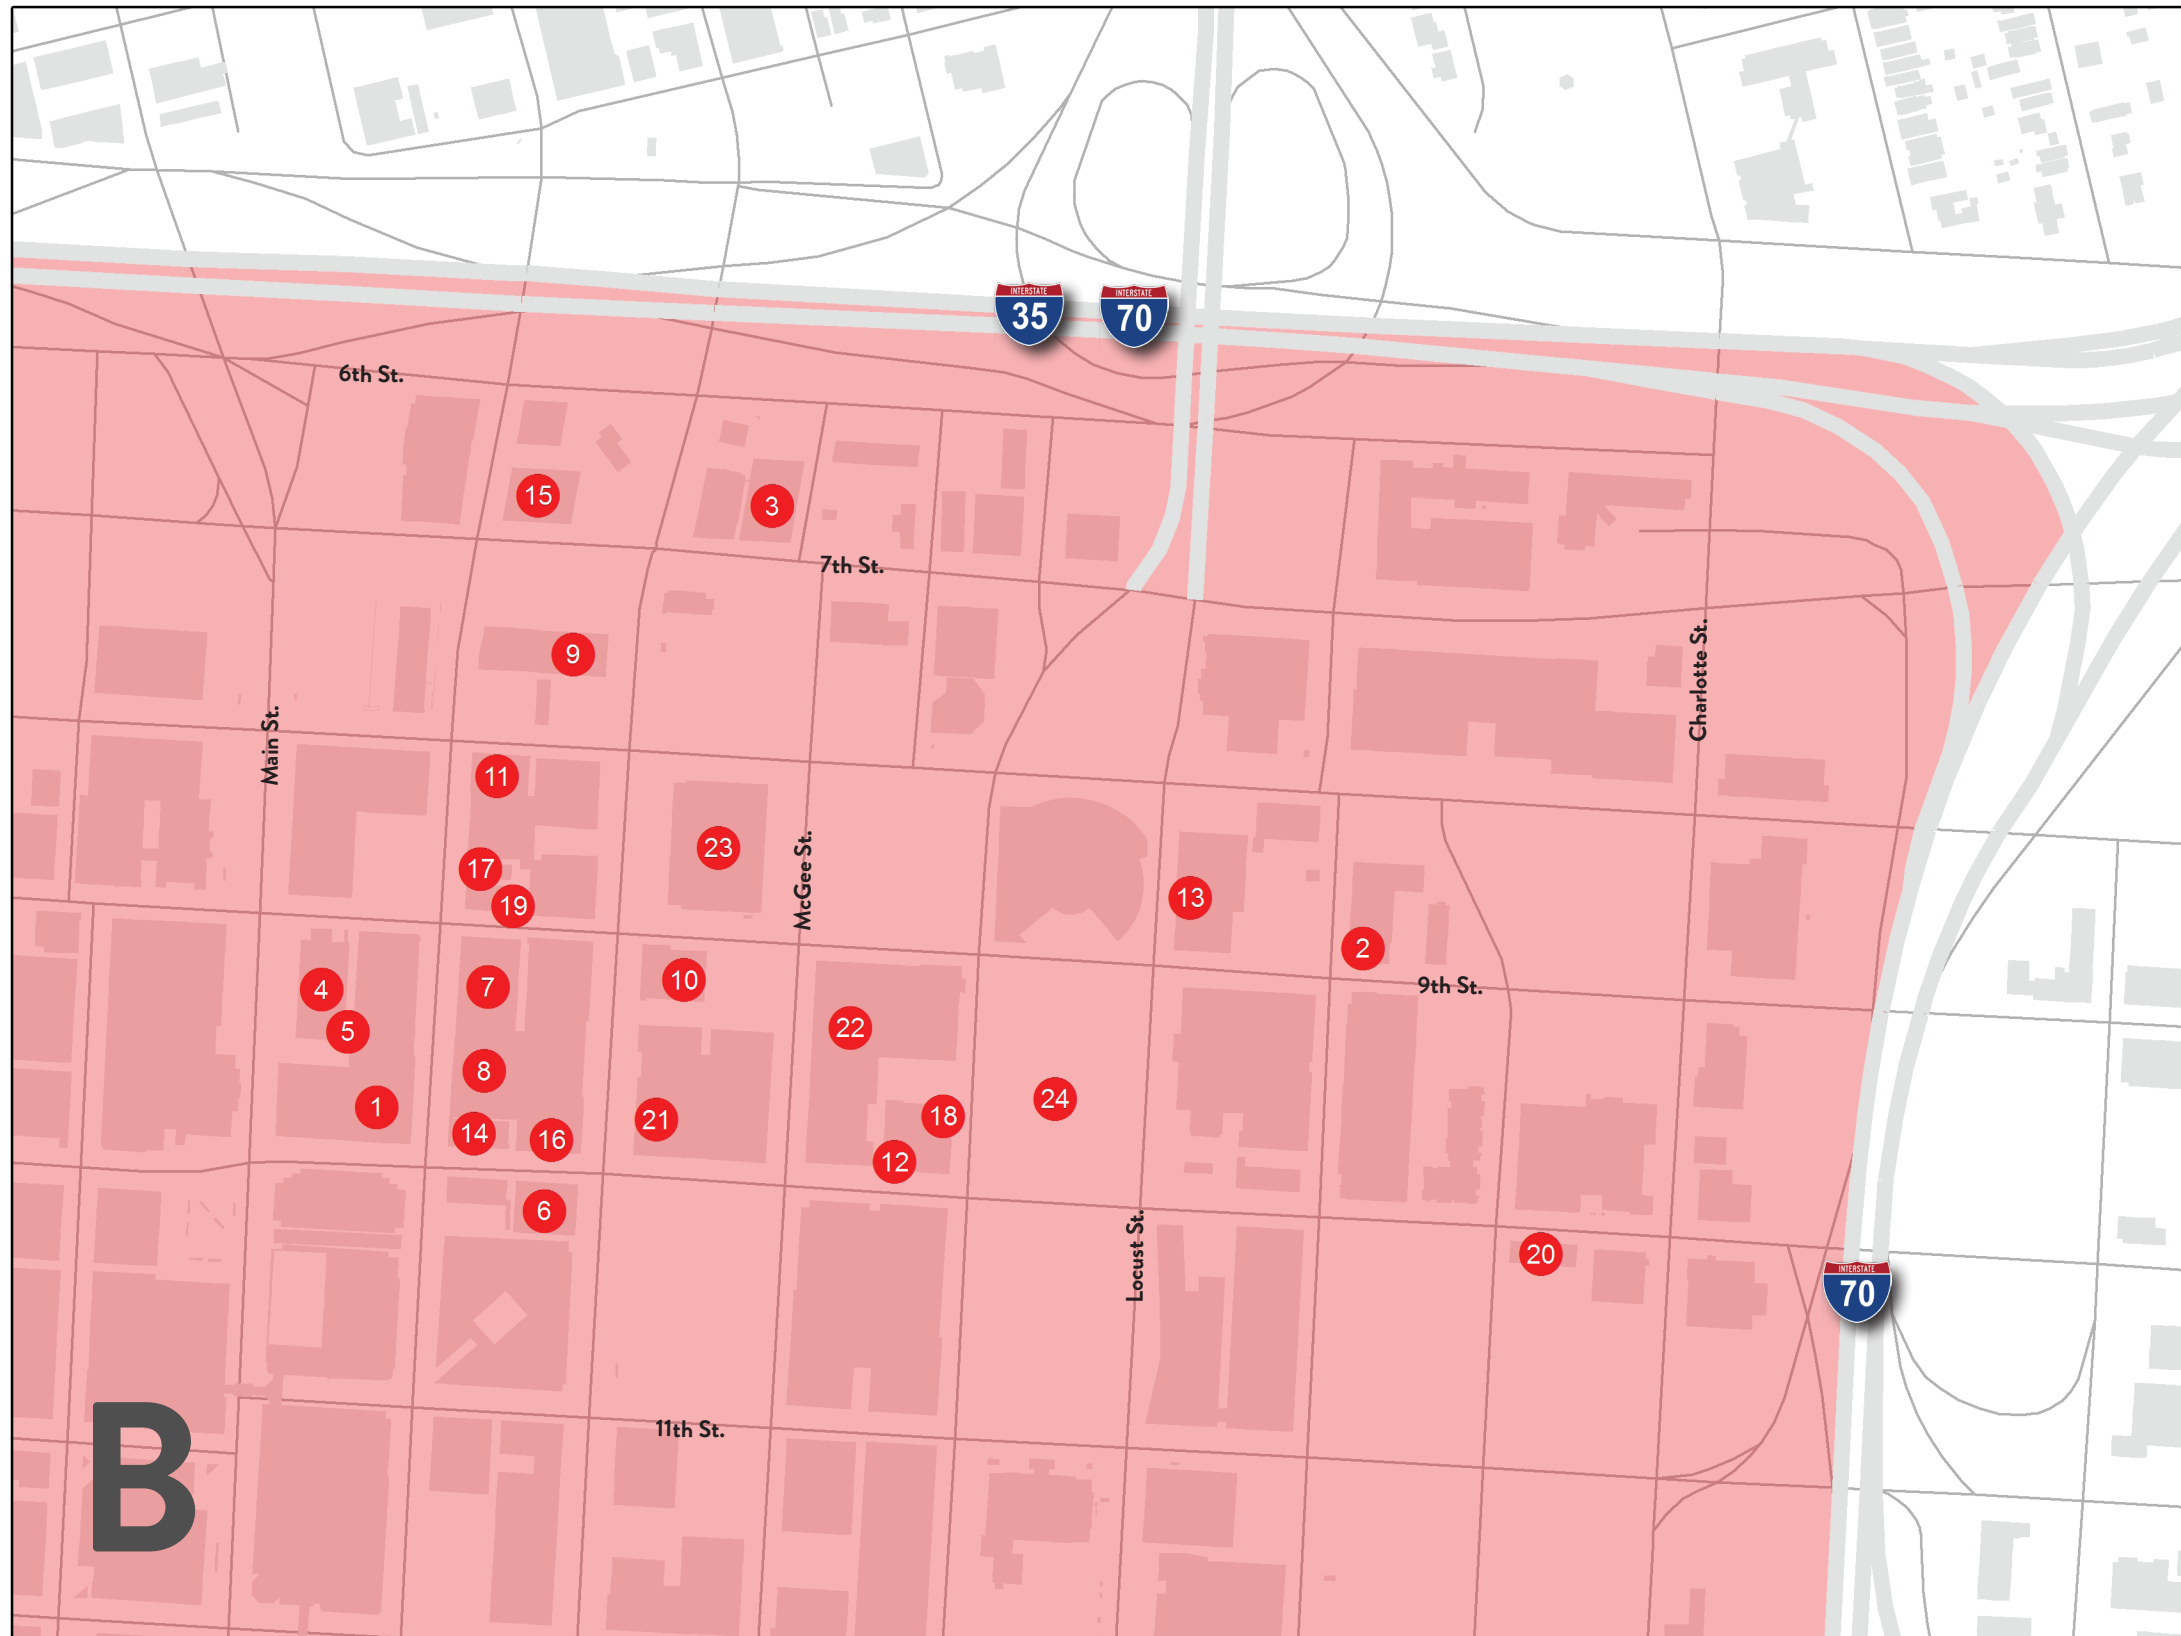 INTERSTATE
35
INTERSTATE
70
6th St.
15
3
7th St.
9
Charlotte St.
Main St.
11
23
McGee St.
17
19
13
2
4
7
10
9th St.
5
22
8
1
24
14
16
21
18
12
6
Locust St.
20
INTERSTATE
70
11th St.
B